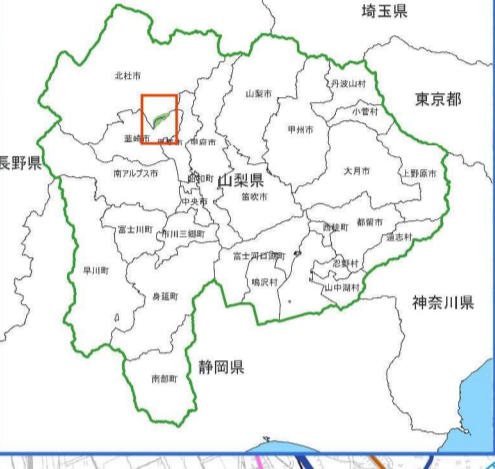 埼玉県
北杜市
丹波山村
山梨市
東京都
小菅村
甲州市
韮崎市
甲府市
長野県
大月市
上野原市
南アルプス市
昭和町
山梨県
笛吹市
中央市
都留市
富士川町
市川三郷町
西桂町
道志村
富士河口湖町
忍野村
早川町
鳴沢村
山中湖村
身延町
神奈川県
静岡県
南部町